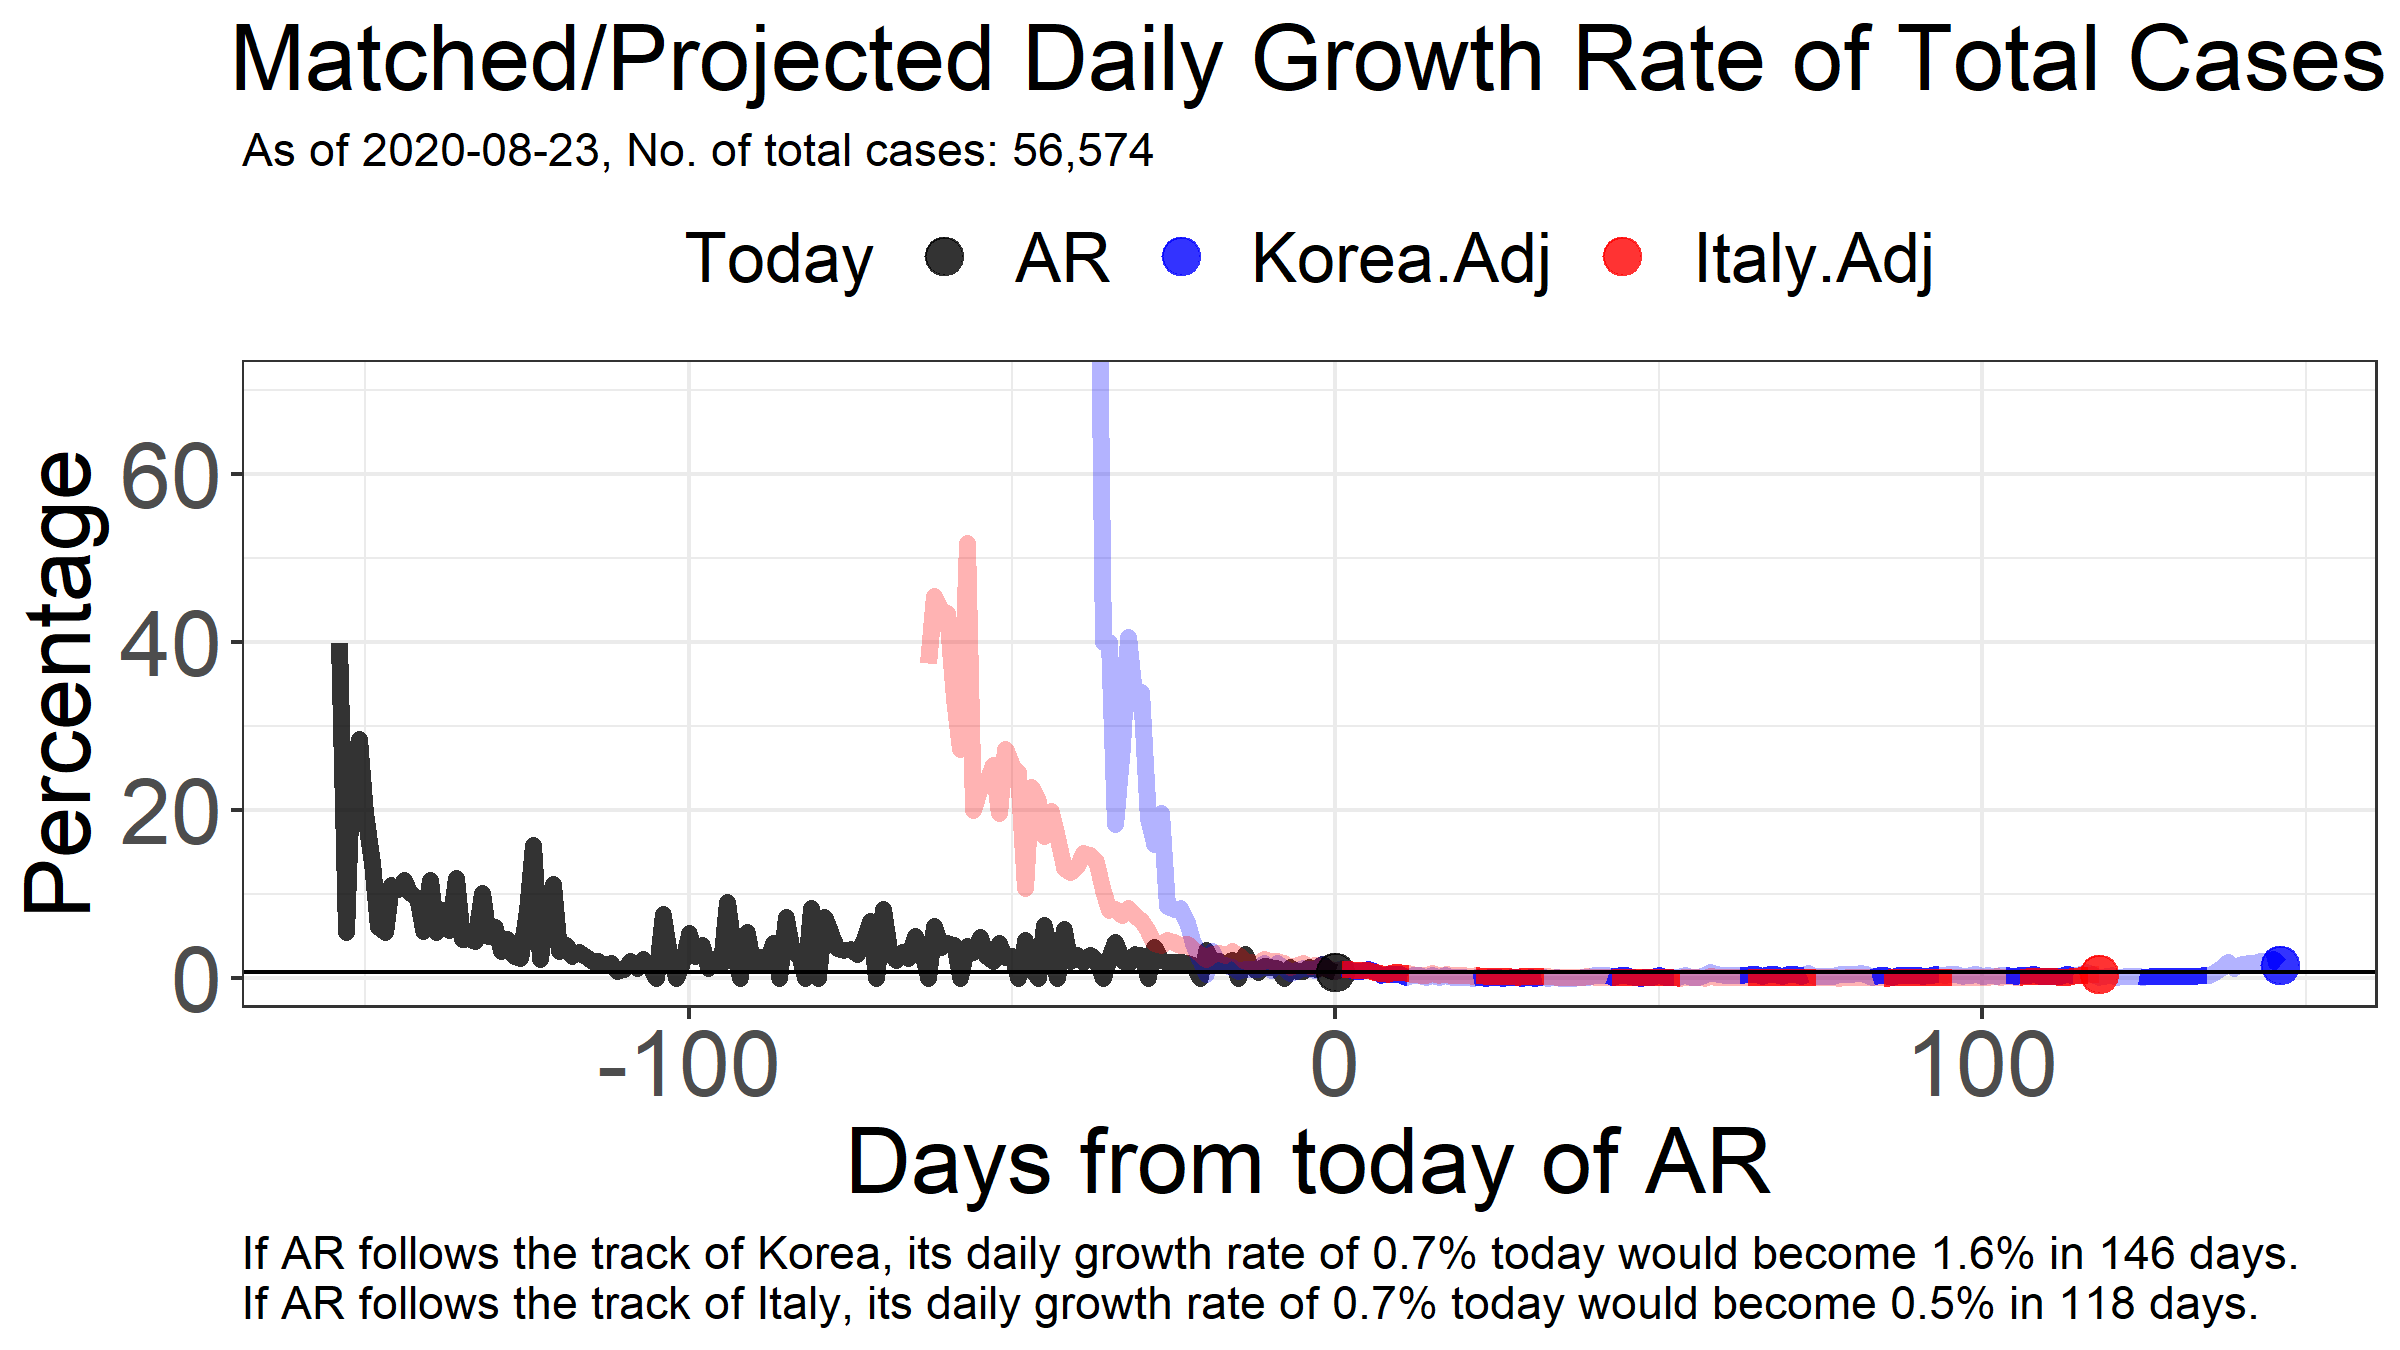 Matched/Projected Daily Growth Rate of Total Cases
As of 2020-08-23, No. of total cases: 56,574
Today AR Korea.Adj Italy.Adj
Percentage
60
40
20
0
-100 0 100
Days from today of AR
If AR follows the track of Korea, its daily growth rate of 0.7% today would become 1.6% in 146 days.
If AR follows the track of Italy, its daily growth rate of 0.7% today would become 0.5% in 118 days.